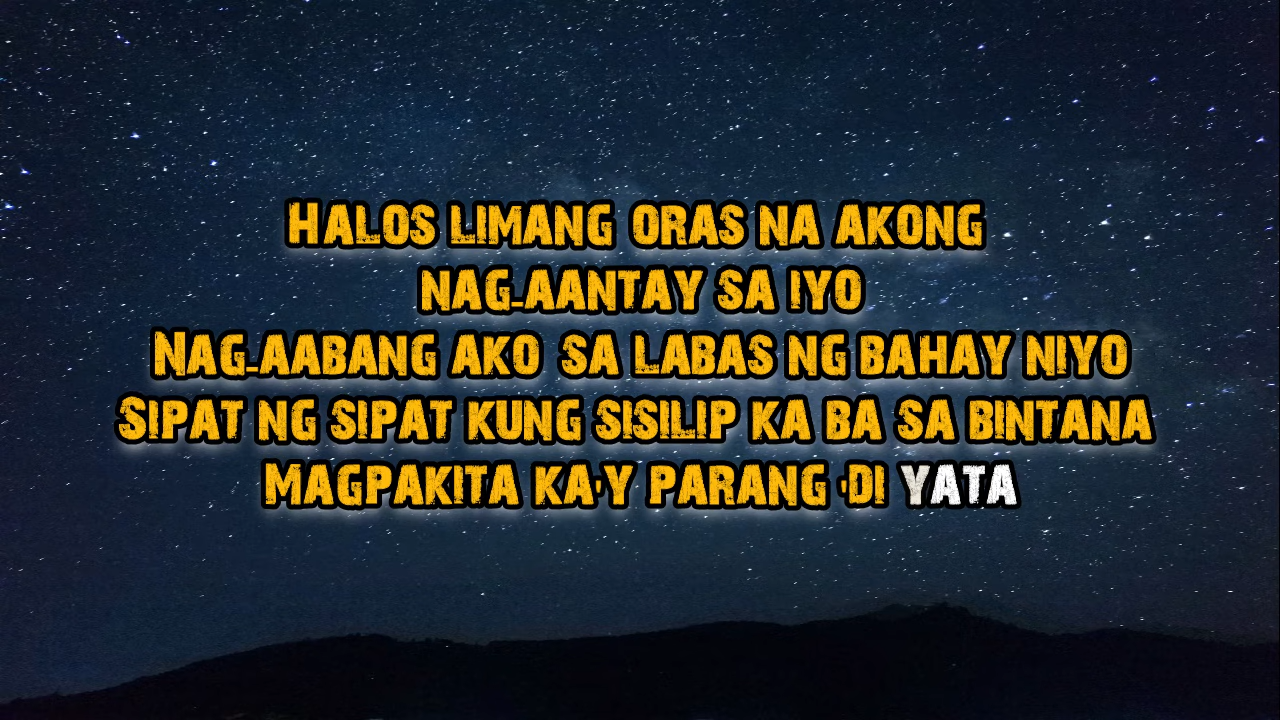 Halos limang oras na akong
nag-aantay sa iyo
Nag-aabang ako sa labas ng bahay niyo
Sipat ng sipat kung sisilip ka ba sa bintana
magpakita ka'y parang 'di yata